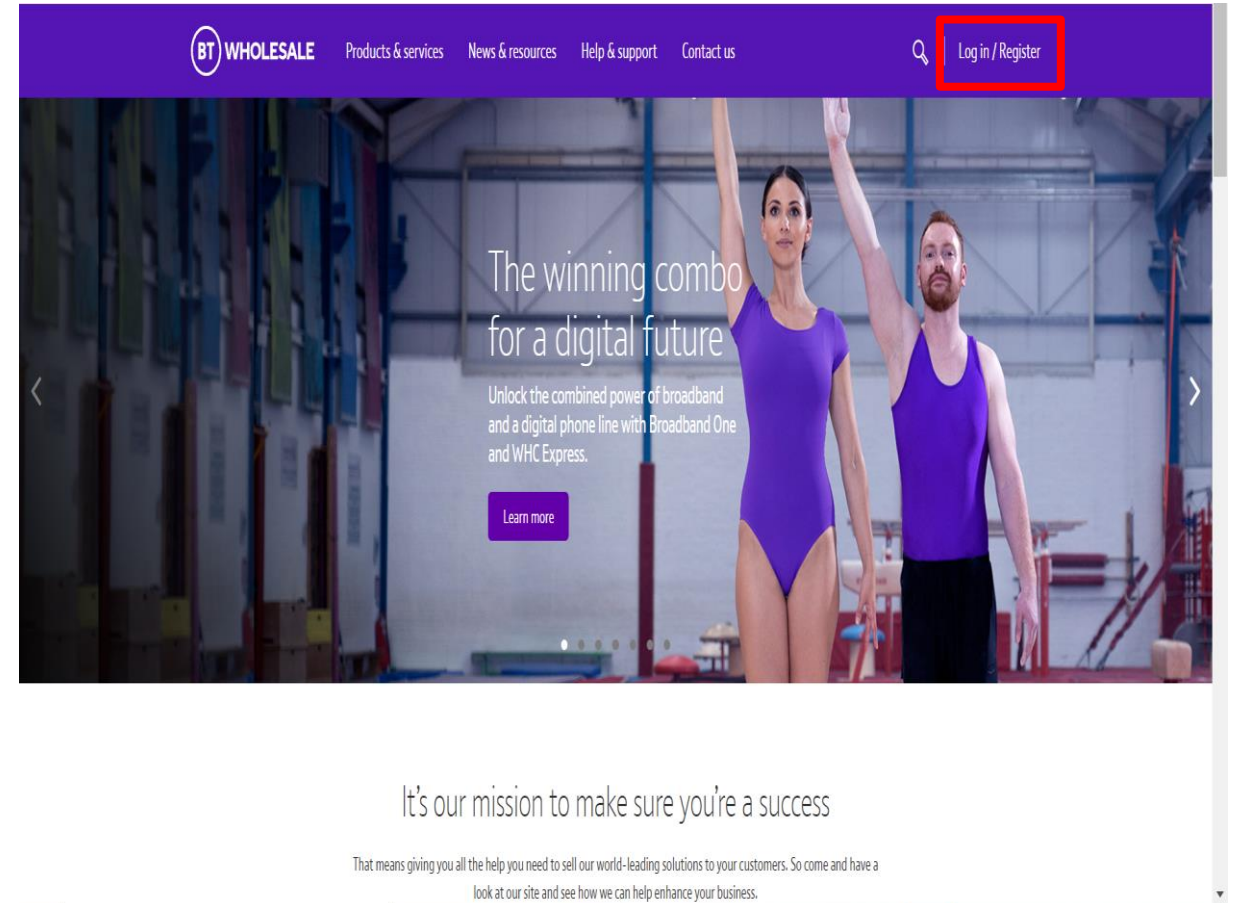 BT WHOLESALE Products & services News & resources Help & support Contact us Log in / Register
The winning combo
for a digital future
Unlock the combined power of broadband
and a digital phone line with Broadband One
and WHC Express.
Learn more
It's our mission to make sure you're a success
That means giving you all the help you need to sell our world-leading solutions to your customers. So come and have a
look at our site and see how we can help enhance your business.